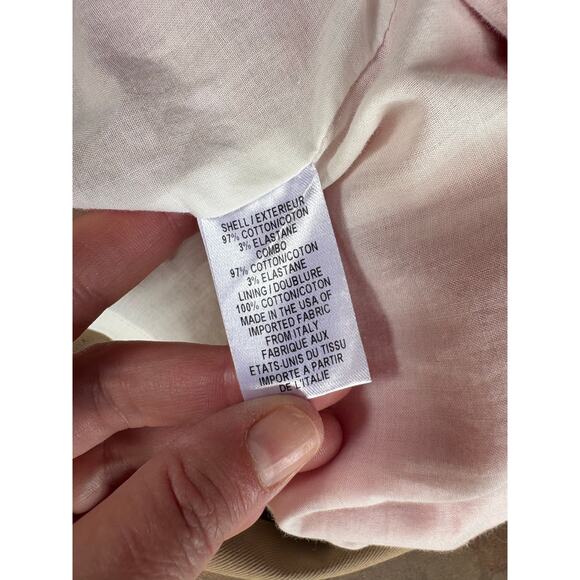 SHELL / EXTERIEUR
97% COTTON/COTON
3% ELASTANE
COMBO
97% COTTON/COTON
3% ELASTANE
LINING / DOUBLURE
100% COTTON/COTON
MADE IN THE USA OF
IMPORTED FABRIC
FROM ITALY
FABRIQUE AUX
ETATS-UNIS DU TISSU
IMPORTE A PARTIR
DE L'ITALIE